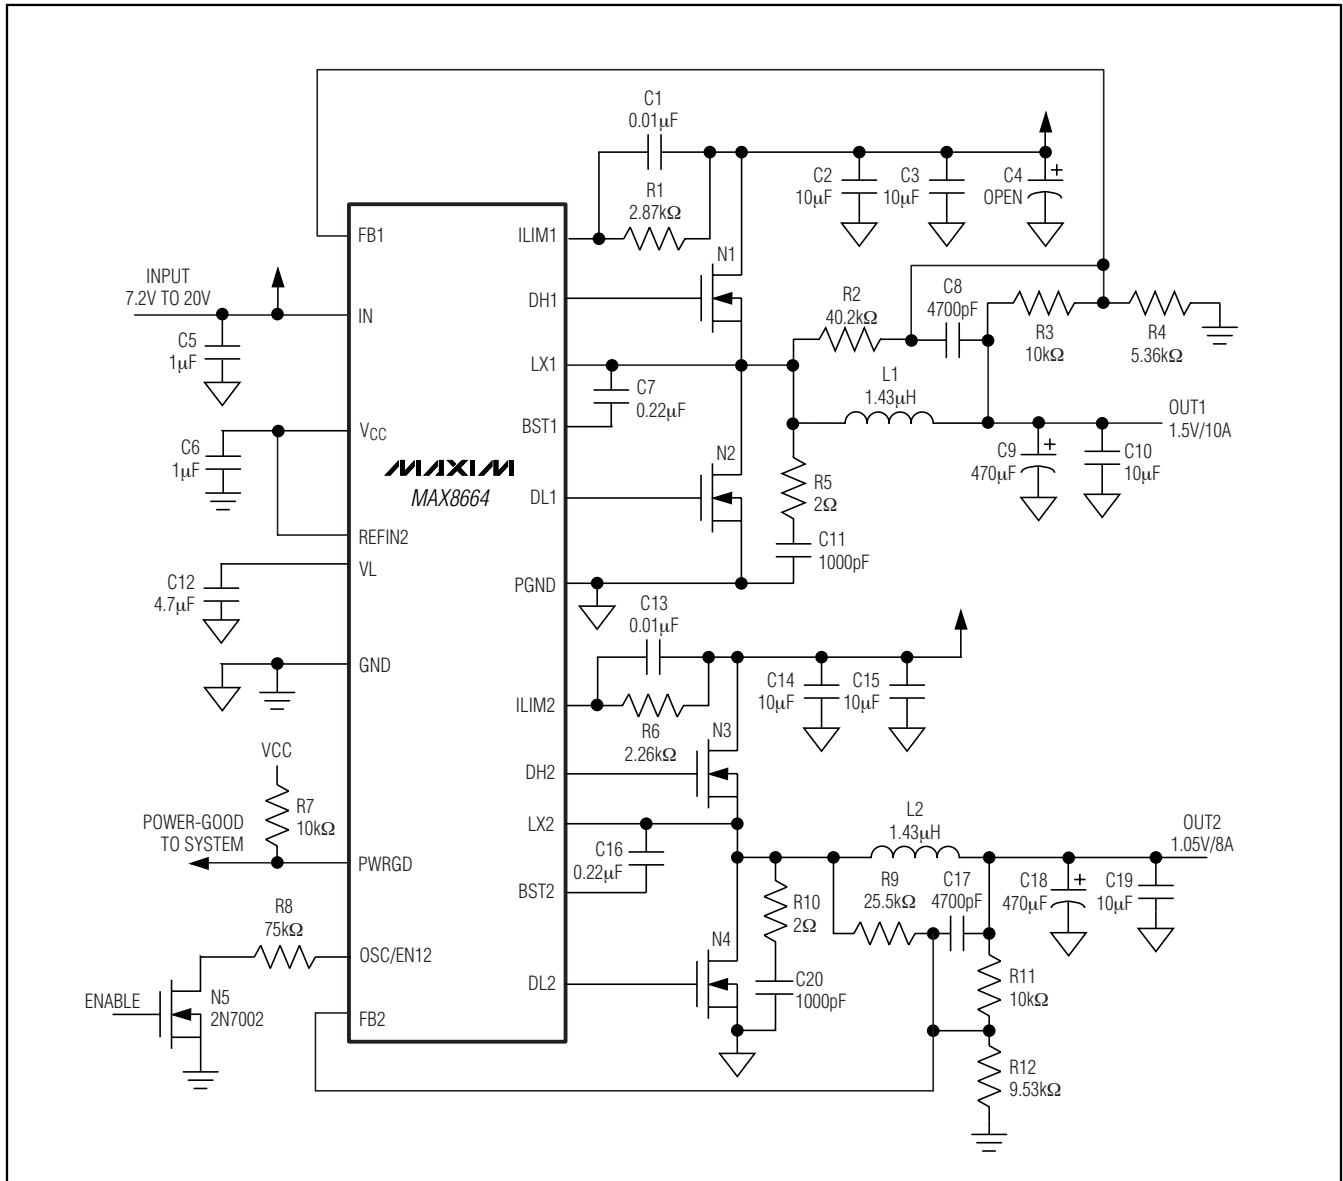 C1
0.01µF
R1
2.87kΩ
C2
10µF
C3
10µF
C4
OPEN
+
FB1
ILIM1
N1
INPUT
7.2V TO 20V
IN
DH1
C5
1µF
R2
40.2kΩ
C8
4700pF
R3
10kΩ
R4
5.36kΩ
LX1
C7
0.22µF
BST1
L1
1.43µH
OUT1
1.5V/10A
C6
1µF
VCC
MAXIM
MAX8664
N2
DL1
R5
2Ω
C9
470µF
+
C10
10µF
REFIN2
VL
C11
1000pF
C12
4.7µF
PGND
C13
0.01µF
GND
ILIM2
R6
2.26kΩ
C14
10µF
C15
10µF
N3
VCC
R7
10kΩ
DH2
POWER-GOOD
TO SYSTEM
PWRGD
LX2
C16
0.22µF
BST2
L2
1.43µH
OUT2
1.05V/8A
R9
25.5kΩ
C17
4700pF
C18
470µF
+
C19
10µF
R10
2Ω
R8
75kΩ
OSC/EN12
N4
DL2
C20
1000pF
R11
10kΩ
ENABLE
N5
2N7002
FB2
R12
9.53kΩ